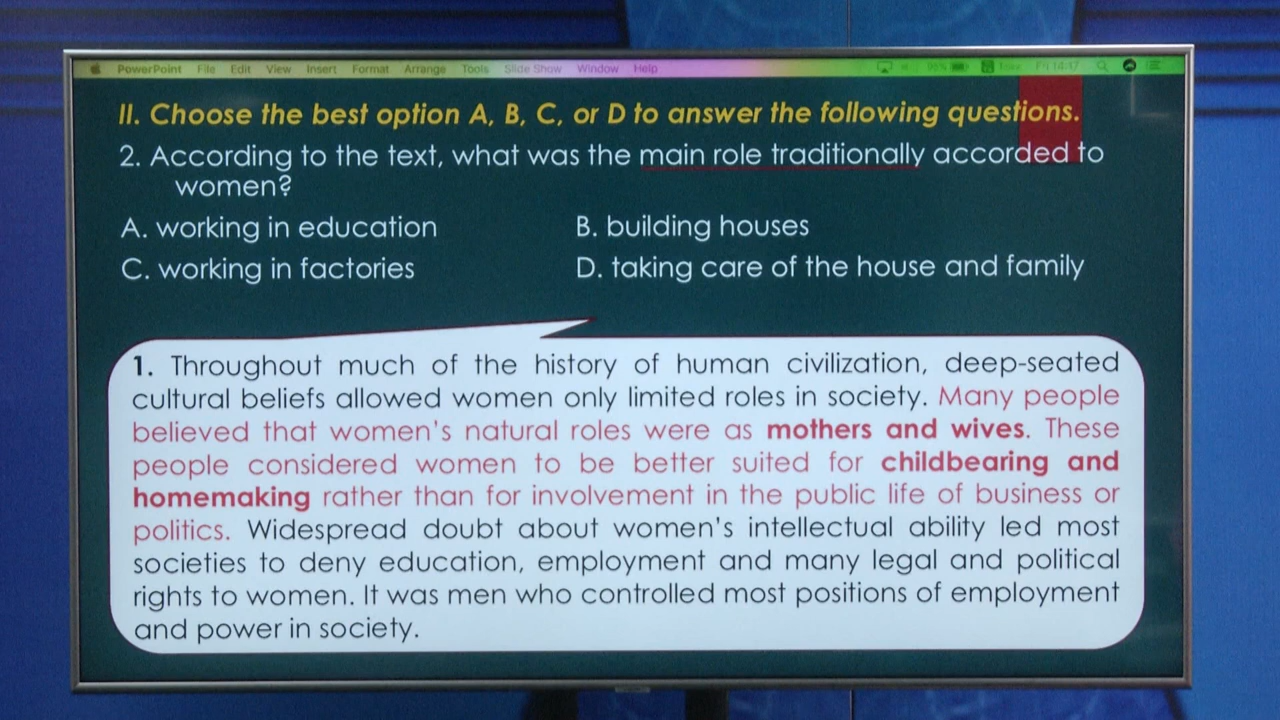 PowerPoint File Edit View Insert Format Arrange Tools Slide Show Window Help
II. Choose the best option A, B, C, or D to answer the following questions.
2. According to the text, what was the main role traditionally accorded to
women?
A. working in education B. building houses
C. working in factories D. taking care of the house and family
1. Throughout much of the history of human civilization, deep-seated
cultural beliefs allowed women only limited roles in society. Many people
believed that women's natural roles were as mothers and wives. These
people considered women to be better suited for childbearing and
homemaking rather than for involvement in the public life of business or
politics. Widespread doubt about women's intellectual ability led most
societies to deny education, employment and many legal and political
rights to women. It was men who controlled most positions of employment
and power in society.